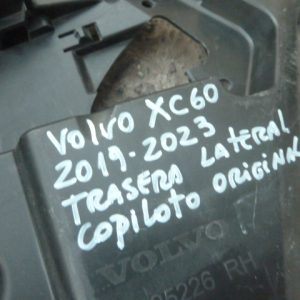 VOLVO XC60
2019-2023
TRASERA LATERAL
COPILOTO ORIGINAL
VOLVO
RH